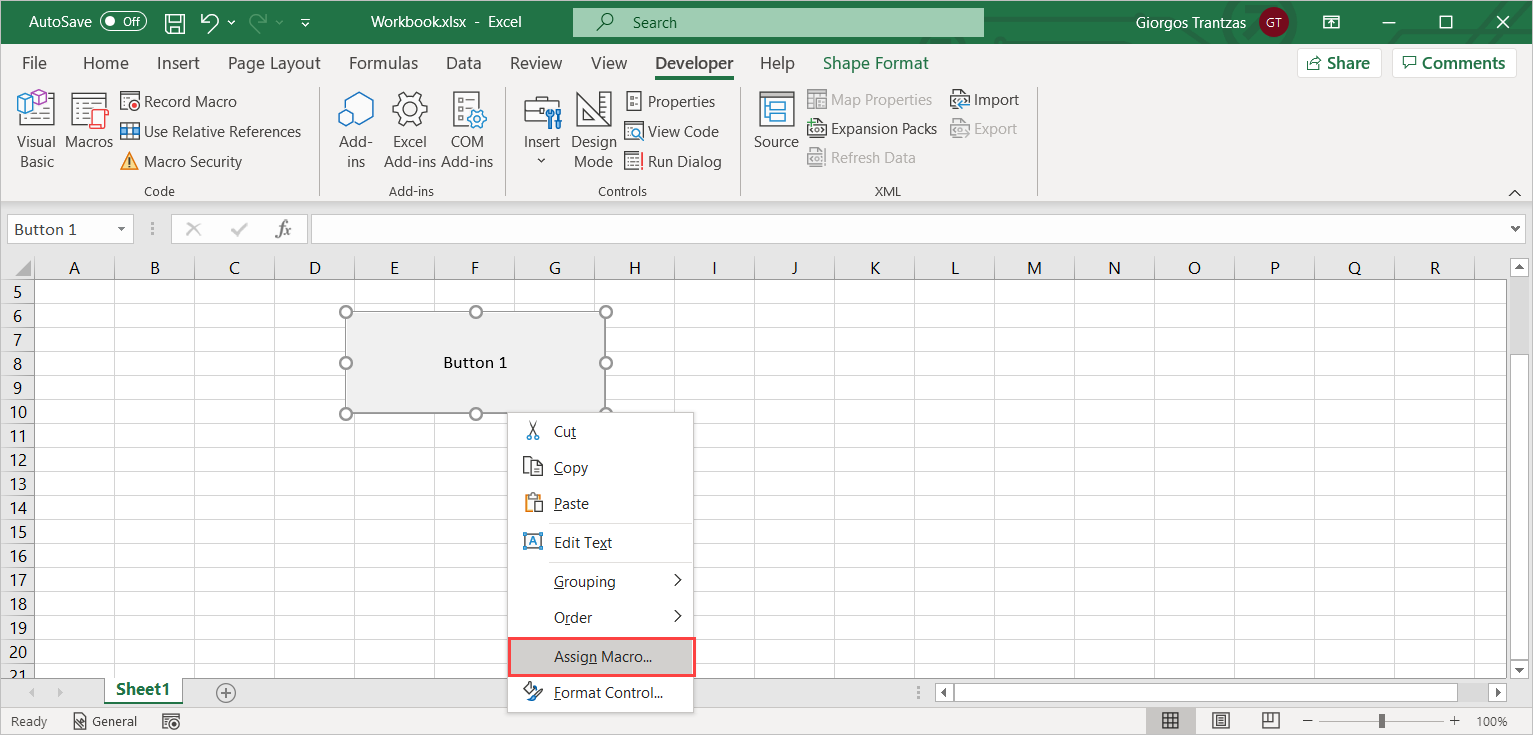 AutoSave Off Workbook.xlsx - Excel Search Giorgos Trantzas GT
File Home Insert Page Layout Formulas Data Review View Developer Help Shape Format Share Comments
Visual Basic
Macros
Record Macro
Use Relative References
Macro Security
Code
Add-ins
Excel Add-ins
COM Add-ins
Add-ins
Insert
Design Mode
Properties
View Code
Run Dialog
Controls
Source
Map Properties
Expansion Packs
Refresh Data
Import
Export
XML
Button 1 fx
A B C D E F G H I J K L M N O P Q R
5
6
7
8
Button 1
9
10
11
12
13
14
15
16
17
18
19
20
21
Cut
Copy
Paste
Edit Text
Grouping
Order
Assign Macro...
Format Control...
Sheet1
Ready General 100%